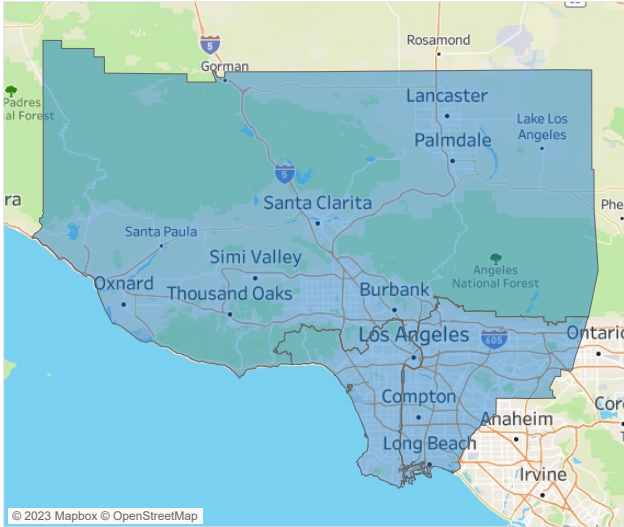 5
Rosamond
Gorman
Lancaster
Padres
al Forest
Lake Los
Angeles
Palmdale
5
ra
Santa Clarita
Phe
Santa Paula
Simi Valley
Angeles
National Forest
Oxnard
Thousand Oaks
Burbank
Los Angeles
605
Ontario
Compton
Cor
Anaheim
Long Beach
Irvine
© 2023 Mapbox © OpenStreetMap